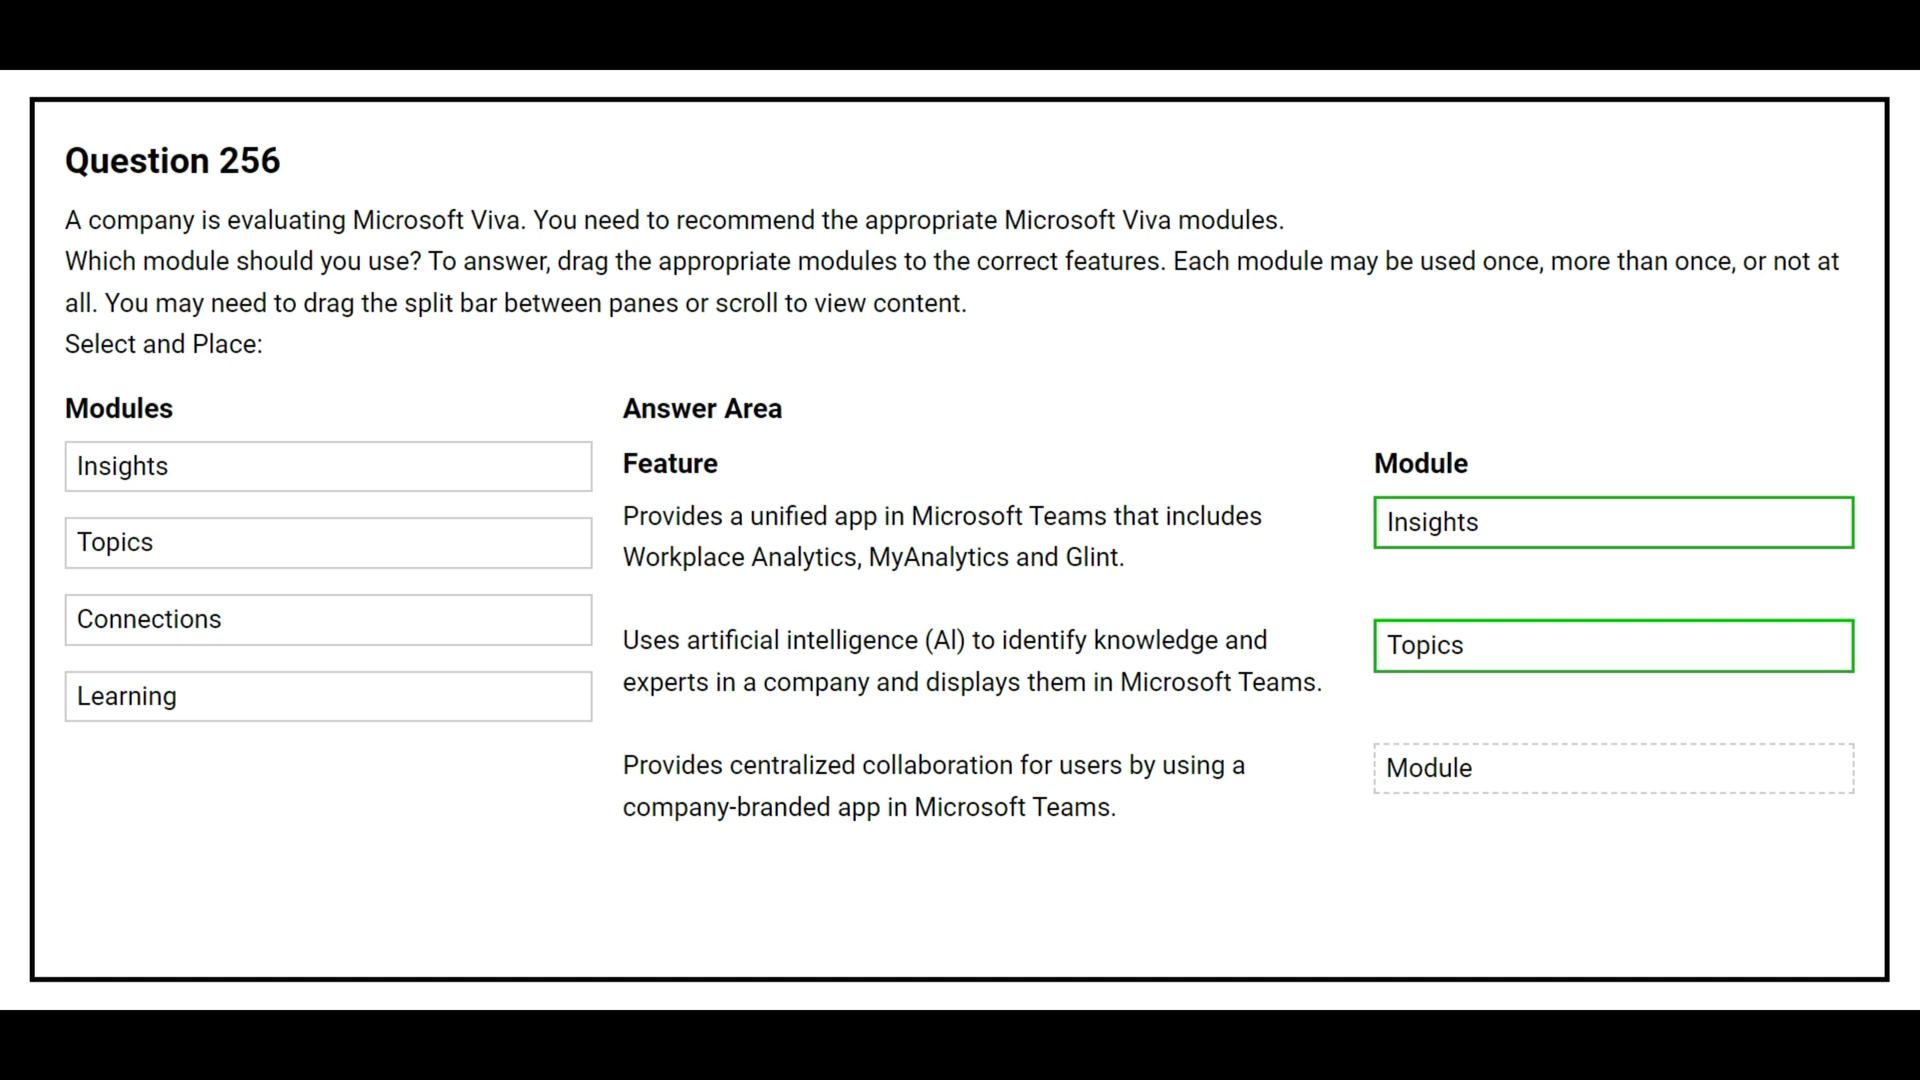 Question 256
A company is evaluating Microsoft Viva. You need to recommend the appropriate Microsoft Viva modules.
Which module should you use? To answer, drag the appropriate modules to the correct features. Each module may be used once, more than once, or not at
all. You may need to drag the split bar between panes or scroll to view content.
Select and Place:
Modules
Insights
Topics
Connections
Learning
Answer Area
Feature
Module
Provides a unified app in Microsoft Teams that includes
Workplace Analytics, MyAnalytics and Glint.
Insights
Uses artificial intelligence (AI) to identify knowledge and
experts in a company and displays them in Microsoft Teams.
Topics
Provides centralized collaboration for users by using a
company-branded app in Microsoft Teams.
Module